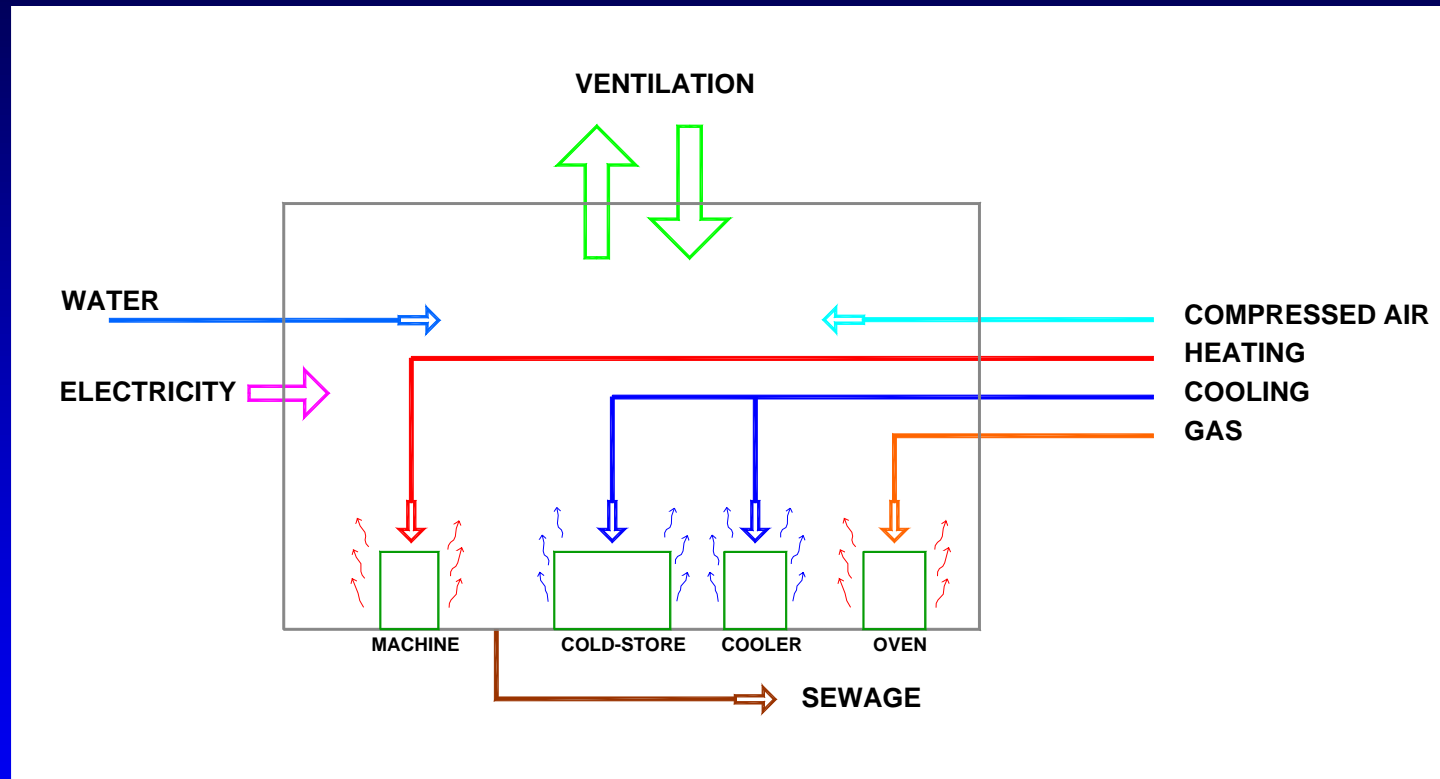 VENTILATION
WATER
COMPRESSED AIR
HEATING
ELECTRICITY
COOLING
GAS
MACHINE
COLD-STORE
COOLER
OVEN
SEWAGE